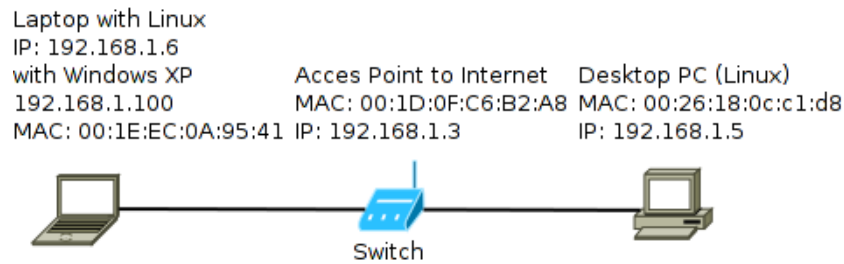 Laptop with Linux
IP: 192.168.1.6
with Windows XP
192.168.1.100
MAC: 00:1E:EC:0A:95:41
Acces Point to Internet
MAC: 00:1D:0F:C6:B2:A8
IP: 192.168.1.3
Desktop PC (Linux)
MAC: 00:26:18:0c:c1:d8
IP: 192.168.1.5
Switch